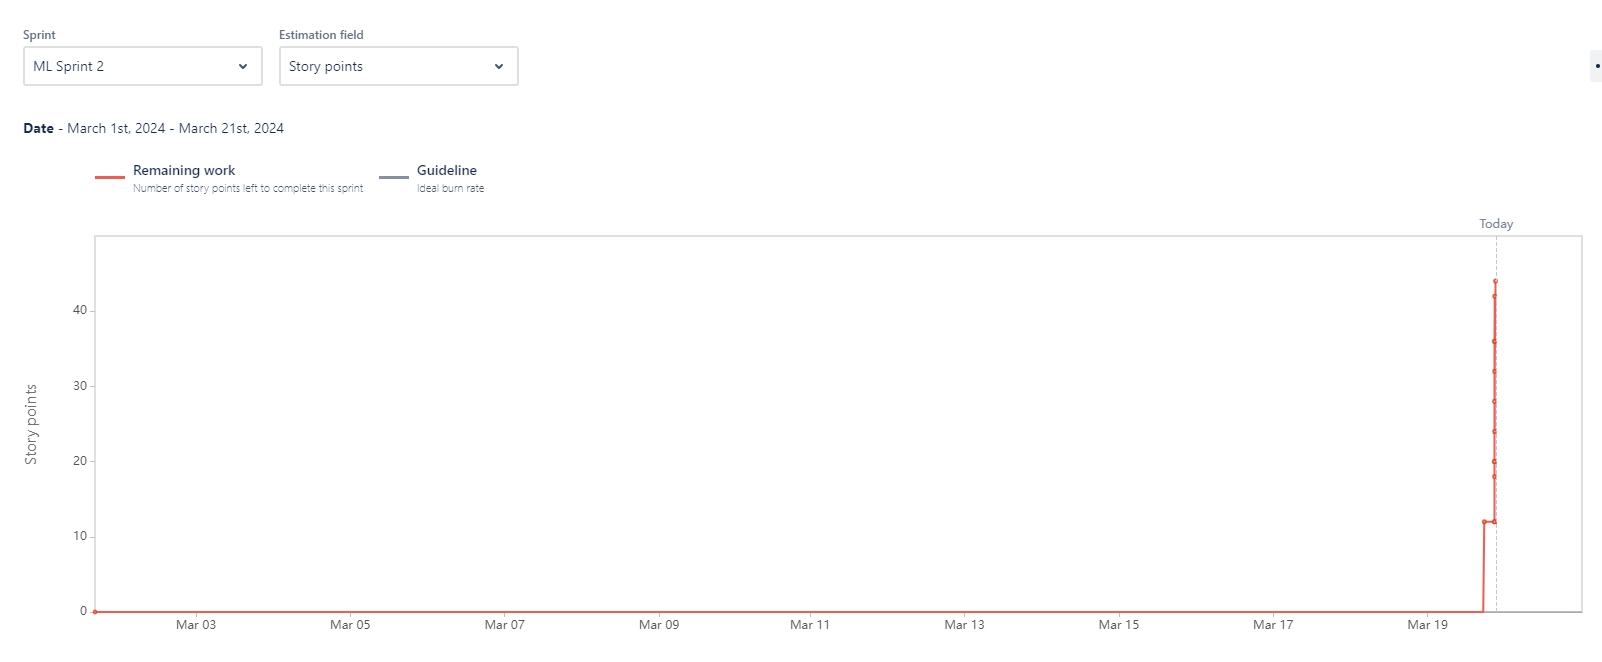 Sprint
Estimation field
ML Sprint 2
Story points
Date - March 1st, 2024 - March 21st, 2024
Remaining work
Number of story points left to complete this sprint
Guideline
Ideal burn rate
Today
Story points
40
30
20
10
0
Mar 03
Mar 05
Mar 07
Mar 09
Mar 11
Mar 13
Mar 15
Mar 17
Mar 19